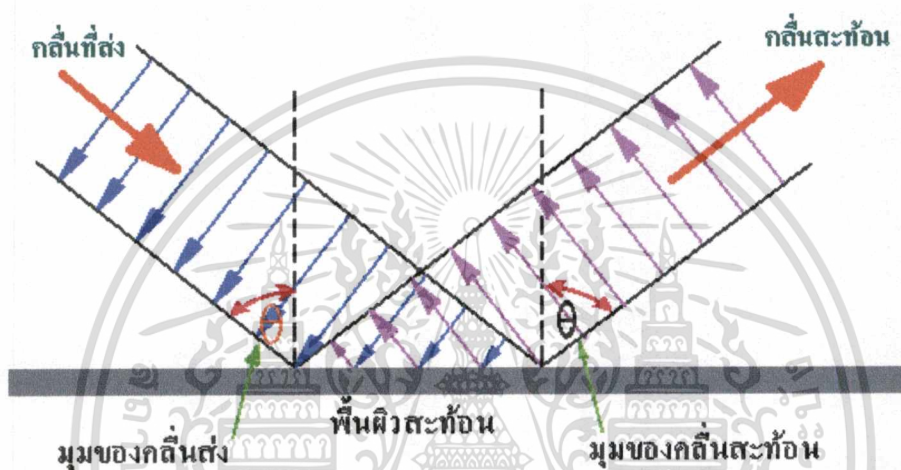 คลื่นที่ส่ง
คลื่นสะท้อน
θ
θ
พื้นผิวสะท้อน
มุมของคลื่นส่ง
มุมของคลื่นสะท้อน